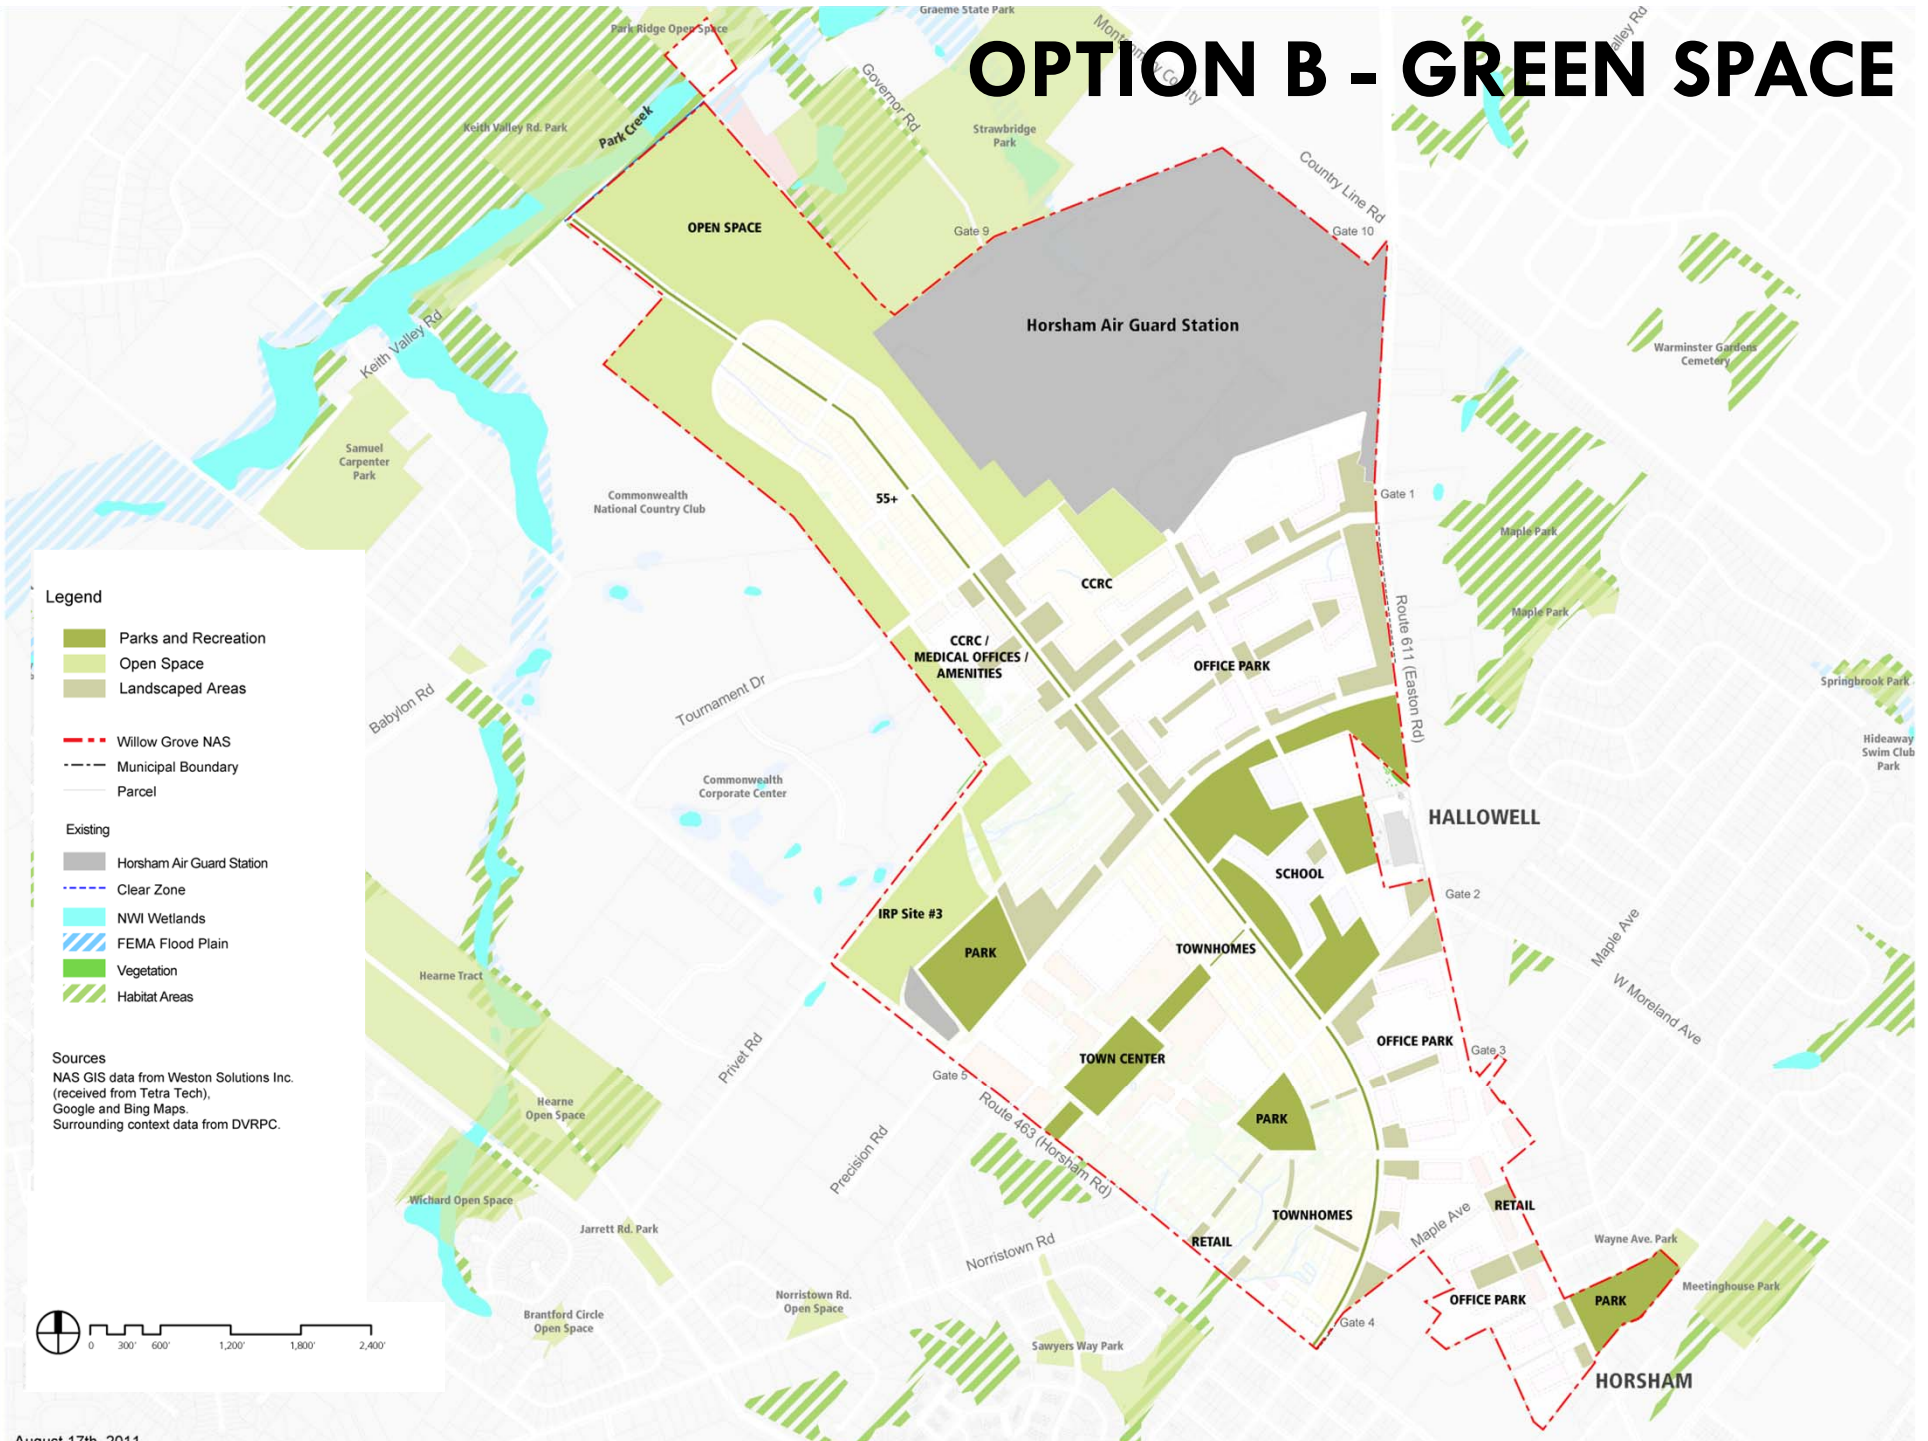 OPTION B - GREEN SPACE
Graeme State Park
Park Ridge Open Space
Montgomery County
alley Rd
Governor Rd
Keith Valley Rd. Park
Park Creek
Strawbridge
Park
Country Line Rd
OPEN SPACE
Gate 9
Gate 10
Horsham Air Guard Station
Keith Valley Rd
Warminster Gardens
Cemetery
Samuel
Carpenter
Park
Commonwealth
National Country Club
55+
Gate 1
Maple Park
CCRC
Maple Park
Route 611 (Easton Rd)
CCRC /
MEDICAL OFFICES /
AMENITIES
OFFICE PARK
Springbrook Park
Babylon Rd
Tournament Dr
Hideaway
Swim Club
Park
Commonwealth
Corporate Center
HALLOWELL
SCHOOL
Gate 2
IRP Site #3
PARK
TOWNHOMES
Maple Ave
W Moreland Ave
Hearne Tract
Privet Rd
OFFICE PARK
Gate 3
TOWN CENTER
Gate 5
Route 463 (Horsham Rd)
Hearne
Open Space
PARK
Precision Rd
Wichard Open Space
Jarrett Rd. Park
TOWNHOMES
RETAIL
Maple Ave
RETAIL
Norristown Rd
Wayne Ave. Park
Meetinghouse Park
OFFICE PARK
PARK
Norristown Rd.
Open Space
Brantford Circle
Open Space
Gate 4
Sawyers Way Park
HORSHAM
Legend
Parks and Recreation
Open Space
Landscaped Areas
Willow Grove NAS
Municipal Boundary
Parcel
Existing
Horsham Air Guard Station
Clear Zone
NWI Wetlands
FEMA Flood Plain
Vegetation
Habitat Areas
Sources
NAS GIS data from Weston Solutions Inc.
(received from Tetra Tech),
Google and Bing Maps.
Surrounding context data from DVRPC.
0 300' 600' 1,200' 1,800' 2,400'
August 17th, 2011